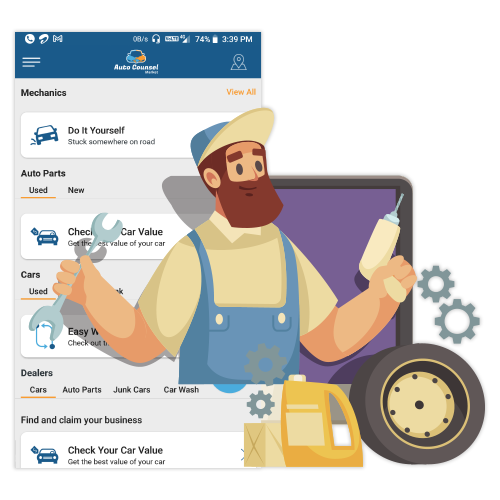 0B/s VoLTE 4G 74% 3:39 PM
Auto Counsel
Market
Mechanics View All
Do It Yourself
Stuck somewhere on road
Auto Parts
Used New
Car Value
Get the best value of your car
Cars
Used
Easy
Check out
Dealers
Cars Auto Parts Junk Cars Car Wash
Find and claim your business
Check Your Car Value
Get the best value of your car